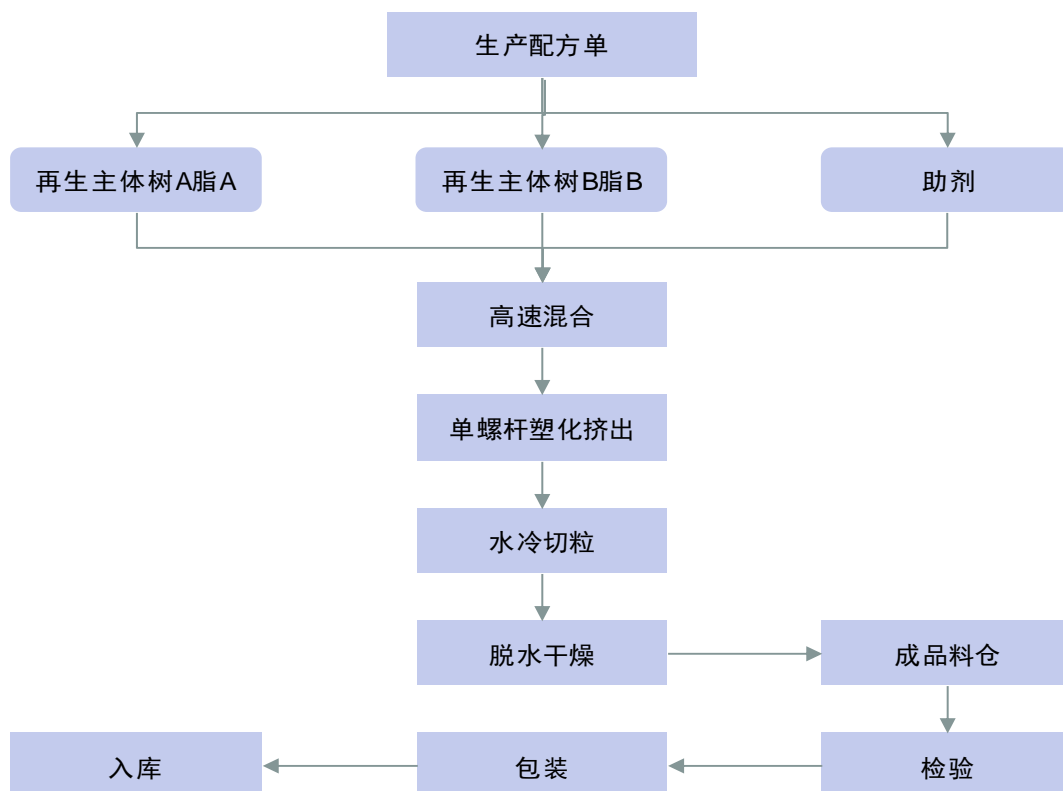 生产配方单
再生主体树A脂A
再生主体树B脂B
助剂
高速混合
单螺杆塑化挤出
水冷切粒
脱水干燥
成品料仓
入库
包装
检验